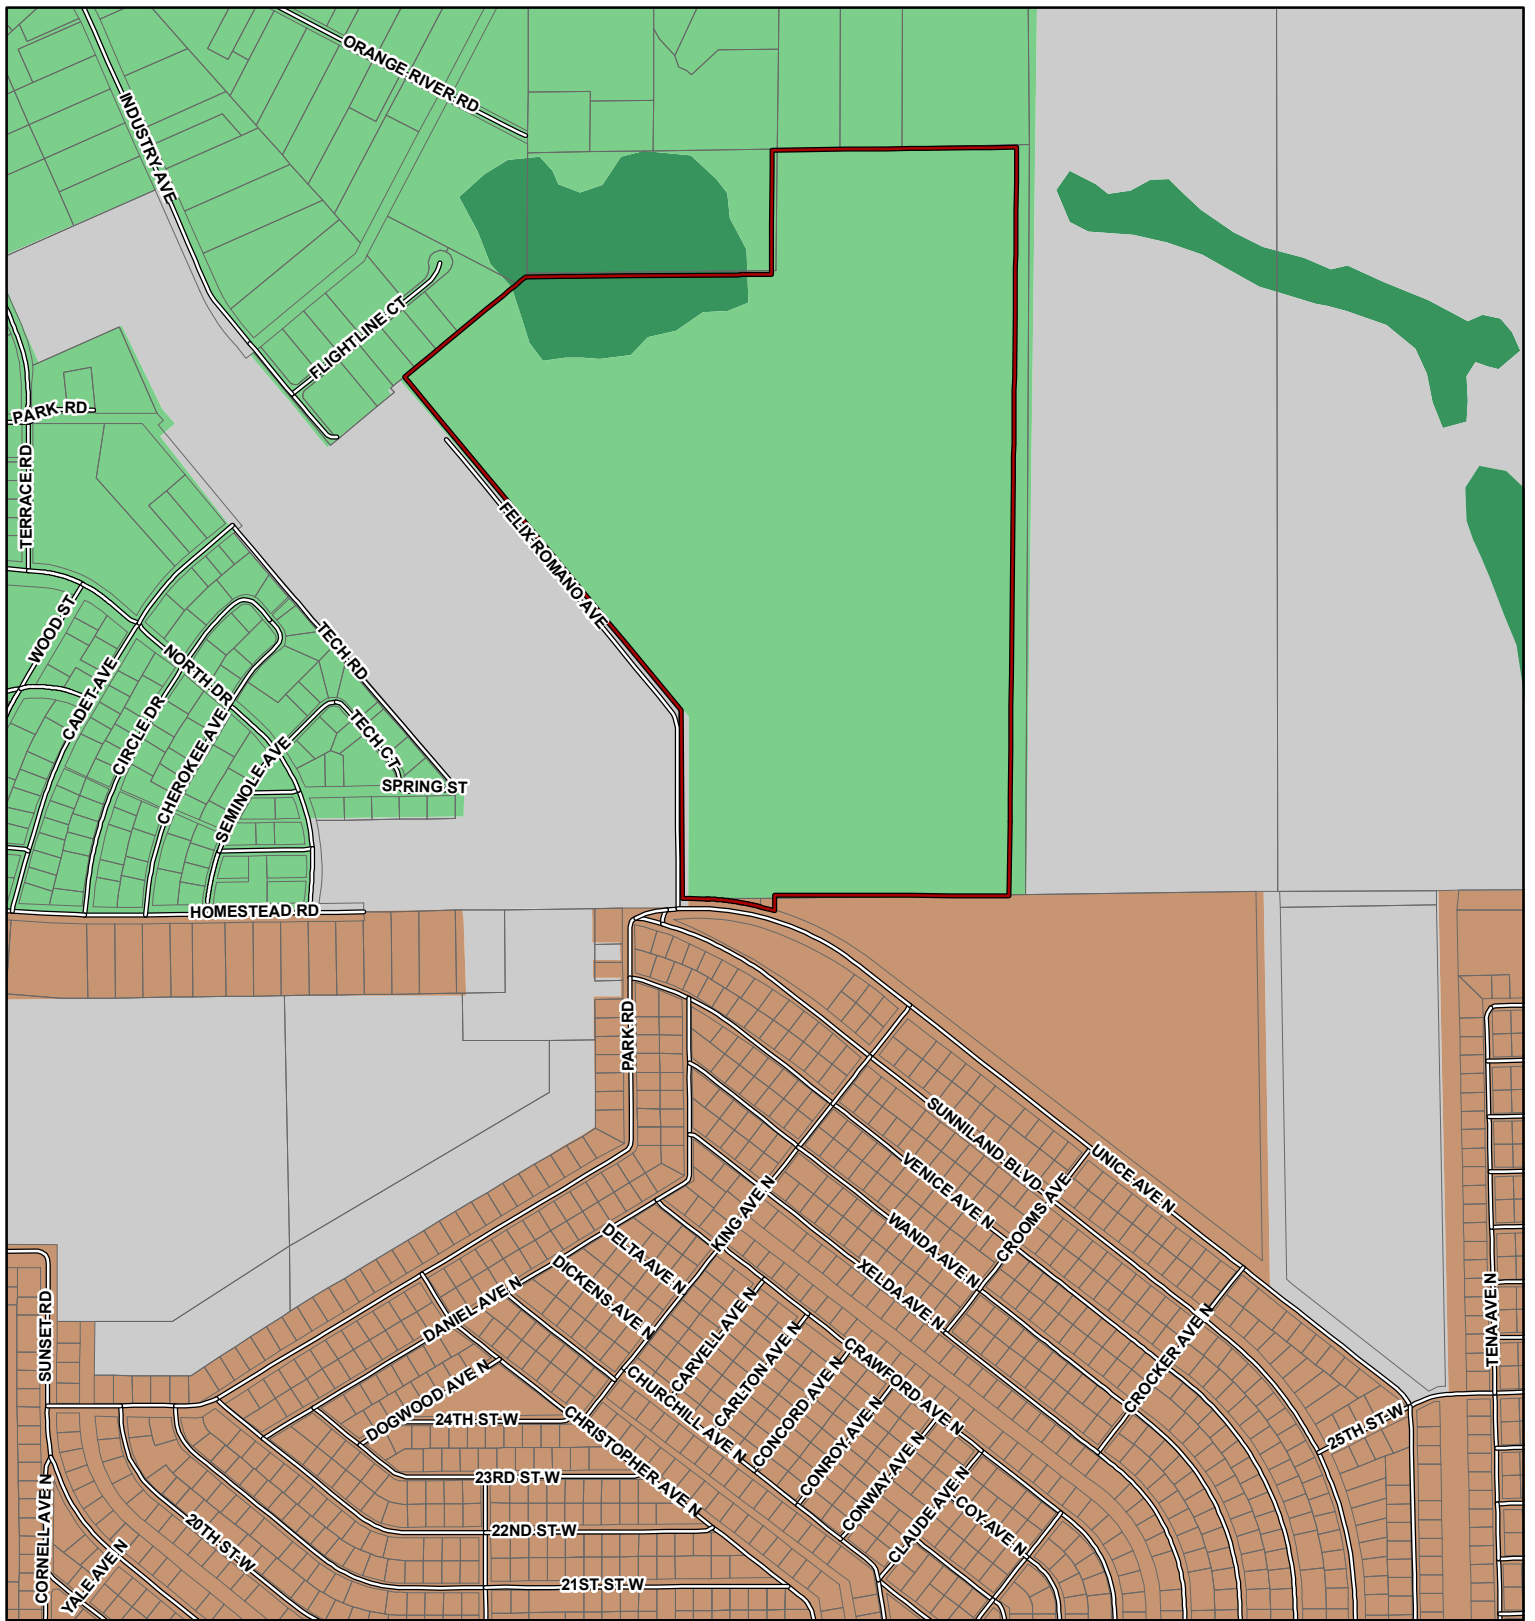 ORANGE RIVER RD
INDUSTRY AVE
FLIGHTLINE CT
PARK RD
TERRACE RD
FELIX ROMANO AVE
WOOD ST
CADET AVE
NORTH DR
TECH RD
CIRCLE DR
CHEROKEE AVE
SEMINOLE AVE
TECH CT
SPRING ST
HOMESTEAD RD
PARK RD
SUNNILAND BLVD
UNICE AVE N
VENICE AVE N
CROOMS AVE
KING AVE N
WANDA AVE N
DELTA AVE N
DICKENS AVE N
XELDA AVE N
DANIEL AVE N
SUNSET RD
TENA AVE N
CARVELL AVE N
CARLTON AVE N
CRAWFORD AVE N
CROCKER AVE N
DOGWOOD AVE N
CHURCHILL AVE N
CONCORD AVE N
24TH ST W
CHRISTOPHER AVE N
CONROY AVE N
25TH ST W
23RD ST W
CONWAY AVE N
CLAUDE AVE N
COY AVE N
22ND ST W
20TH ST W
CORNELL AVE N
YALE AVE N
21ST ST W